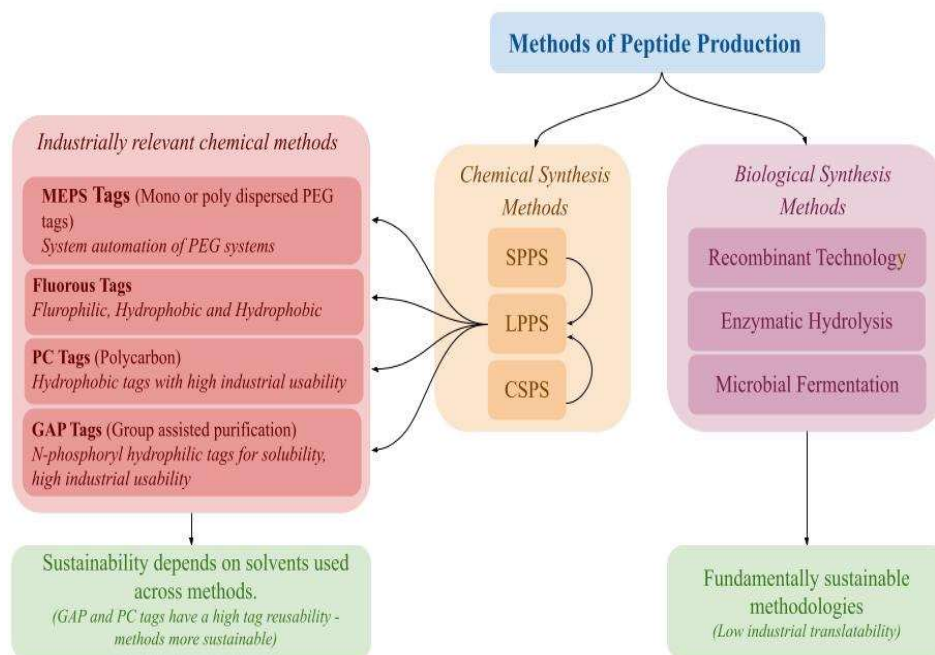 Methods of Peptide Production
Industrially relevant chemical methods
MEPS Tags (Mono or poly dispersed PEG
tags)
System automation of PEG systems
Fluorous Tags
Flurophilic, Hydrophobic and Hydrophobic
PC Tags (Polycarbon)
Hydrophobic tags with high industrial usability
GAP Tags (Group assisted purification)
N-phosphoryl hydrophilic tags for solubility,
high industrial usability
Sustainability depends on solvents used
across methods.
(GAP and PC tags have a high tag reusability -
methods more sustainable)
Chemical Synthesis
Methods
SPPS
LPPS
CSPS
Biological Synthesis
Methods
Recombinant Technology
Enzymatic Hydrolysis
Microbial Fermentation
Fundamentally sustainable
methodologies
(Low industrial translatability)